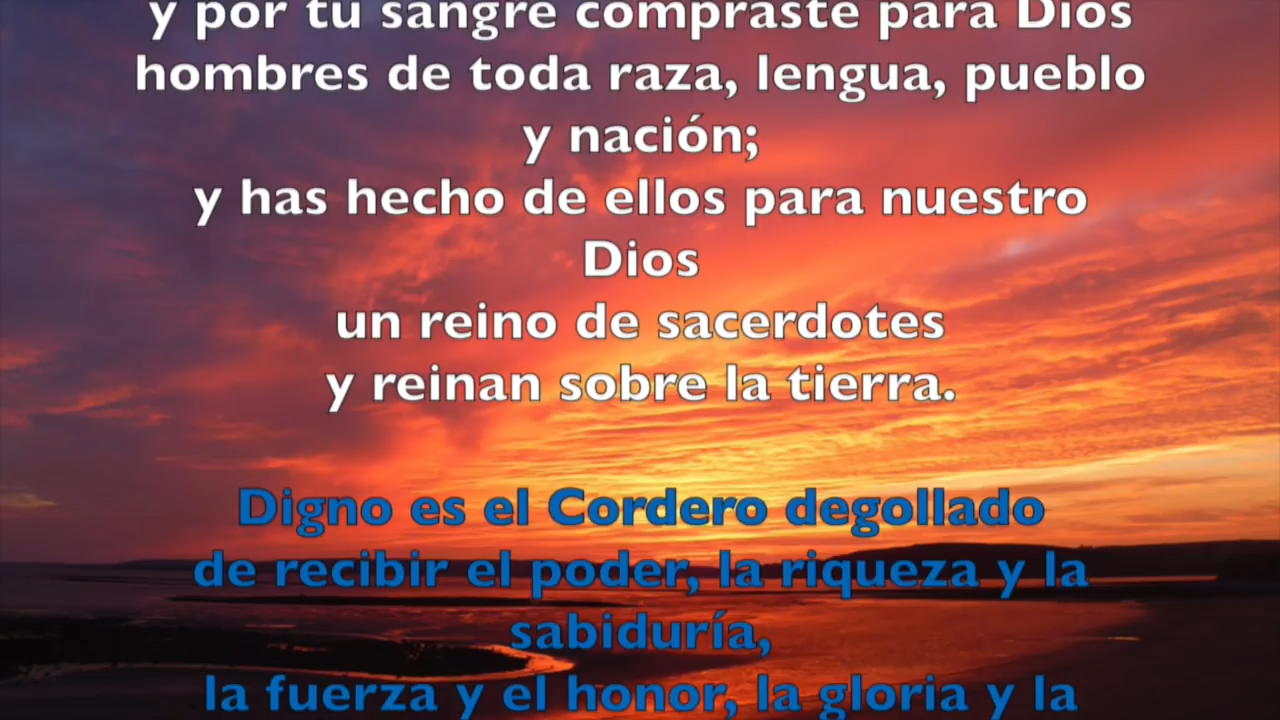 y por tu sangre compraste para Dios
hombres de toda raza, lengua, pueblo
y nación;
y has hecho de ellos para nuestro
Dios
un reino de sacerdotes
y reinan sobre la tierra.
Digno es el Cordero degollado
de recibir el poder, la riqueza y la
sabiduría,
la fuerza y el honor, la gloria y la